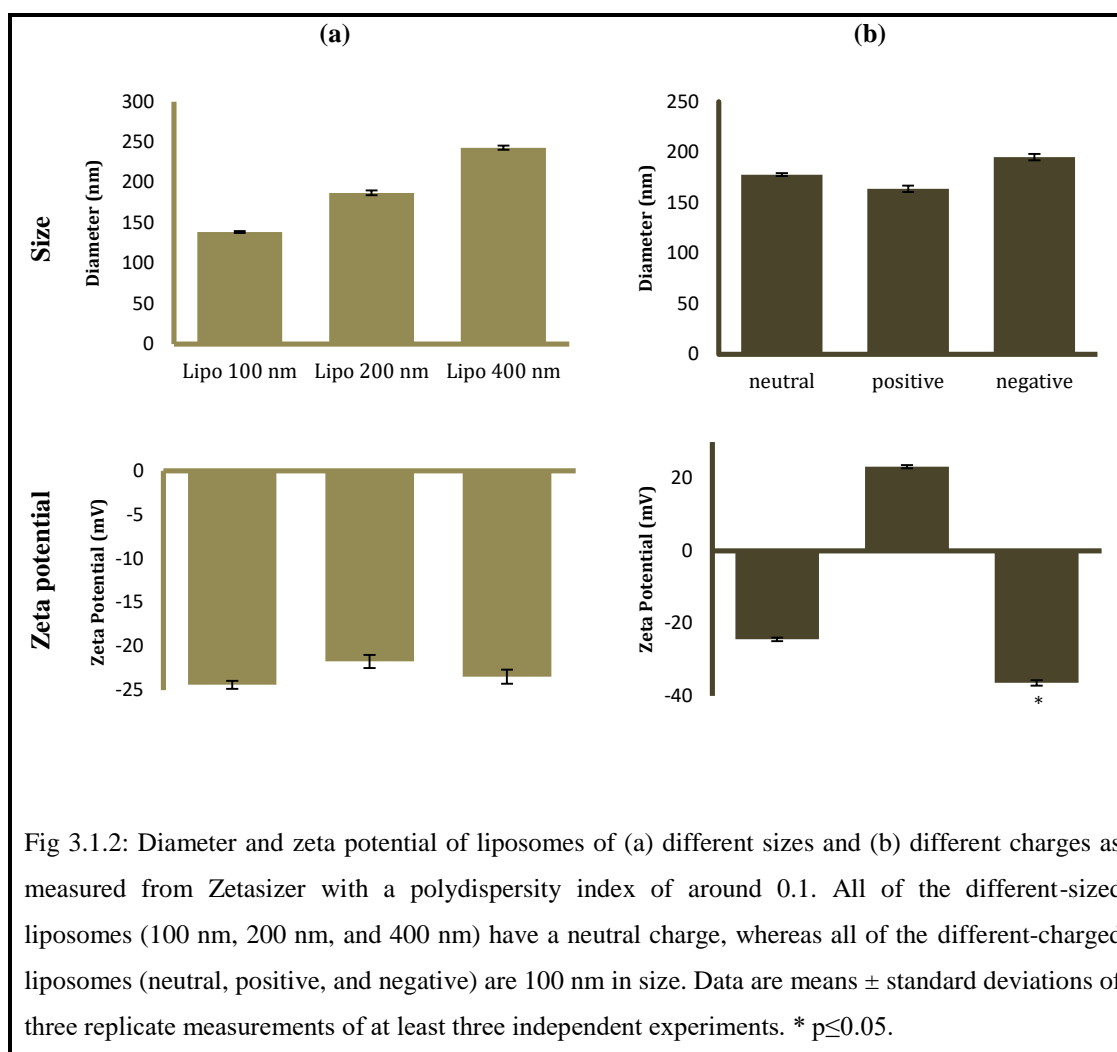 (a)
(b)
Size
Diameter (nm)
300
250
200
150
100
50
0
Lipo 100 nm Lipo 200 nm Lipo 400 nm
Diameter (nm)
250
200
150
100
50
0
neutral positive negative
Zeta potential
Zeta Potential (mV)
0
-5
-10
-15
-20
-25
Zeta Potential (mV)
20
0
-20
-40
*
Fig 3.1.2: Diameter and zeta potential of liposomes of (a) different sizes and (b) different charges as
measured from Zetasizer with a polydispersity index of around 0.1. All of the different-sized
liposomes (100 nm, 200 nm, and 400 nm) have a neutral charge, whereas all of the different-charged
liposomes (neutral, positive, and negative) are 100 nm in size. Data are means ± standard deviations of
three replicate measurements of at least three independent experiments. * p≤0.05.